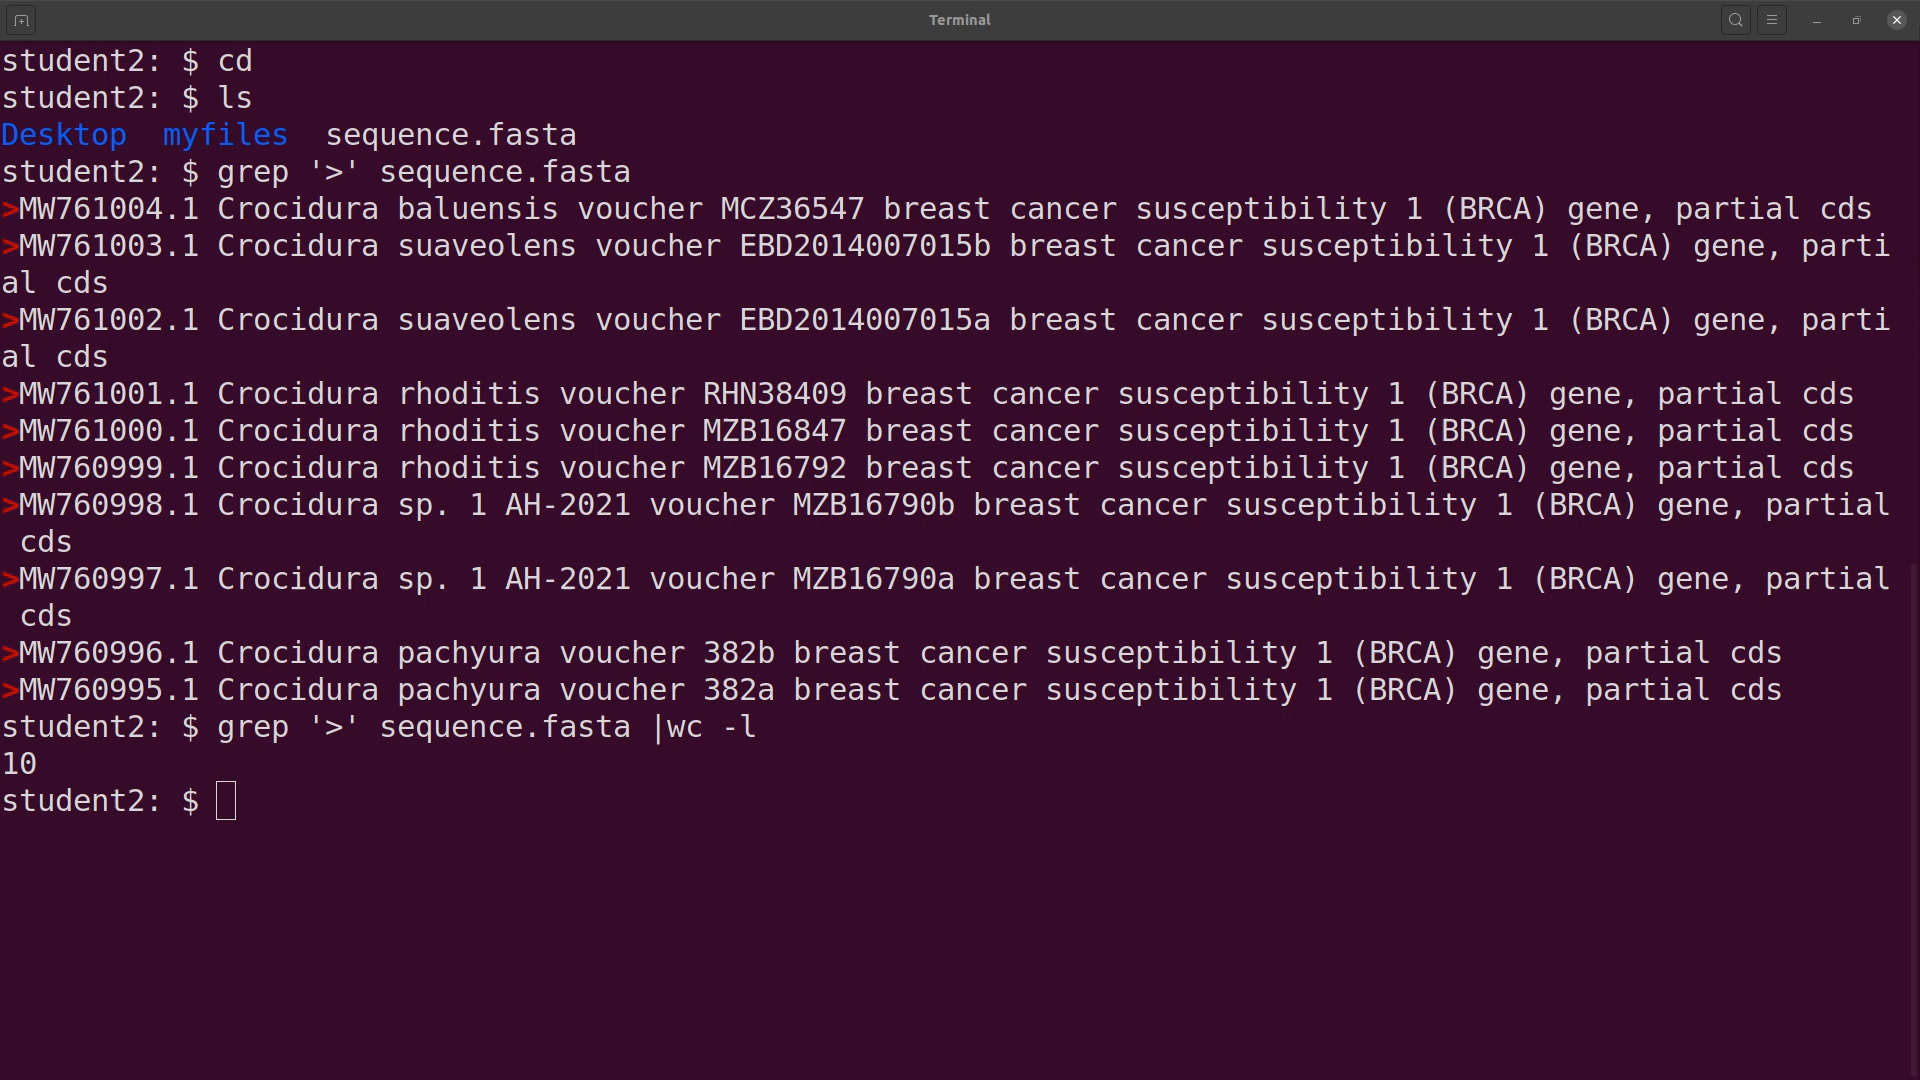 Terminal
student2: $ cd
student2: $ ls
Desktop  myfiles  sequence.fasta
student2: $ grep '>' sequence.fasta
>MW761004.1 Crocidura baluensis voucher MCZ36547 breast cancer susceptibility 1 (BRCA) gene, partial cds
>MW761003.1 Crocidura suaveolens voucher EBD2014007015b breast cancer susceptibility 1 (BRCA) gene, parti
al cds
>MW761002.1 Crocidura suaveolens voucher EBD2014007015a breast cancer susceptibility 1 (BRCA) gene, parti
al cds
>MW761001.1 Crocidura rhoditis voucher RHN38409 breast cancer susceptibility 1 (BRCA) gene, partial cds
>MW761000.1 Crocidura rhoditis voucher MZB16847 breast cancer susceptibility 1 (BRCA) gene, partial cds
>MW760999.1 Crocidura rhoditis voucher MZB16792 breast cancer susceptibility 1 (BRCA) gene, partial cds
>MW760998.1 Crocidura sp. 1 AH-2021 voucher MZB16790b breast cancer susceptibility 1 (BRCA) gene, partial
 cds
>MW760997.1 Crocidura sp. 1 AH-2021 voucher MZB16790a breast cancer susceptibility 1 (BRCA) gene, partial
 cds
>MW760996.1 Crocidura pachyura voucher 382b breast cancer susceptibility 1 (BRCA) gene, partial cds
>MW760995.1 Crocidura pachyura voucher 382a breast cancer susceptibility 1 (BRCA) gene, partial cds
student2: $ grep '>' sequence.fasta |wc -l
10
student2: $